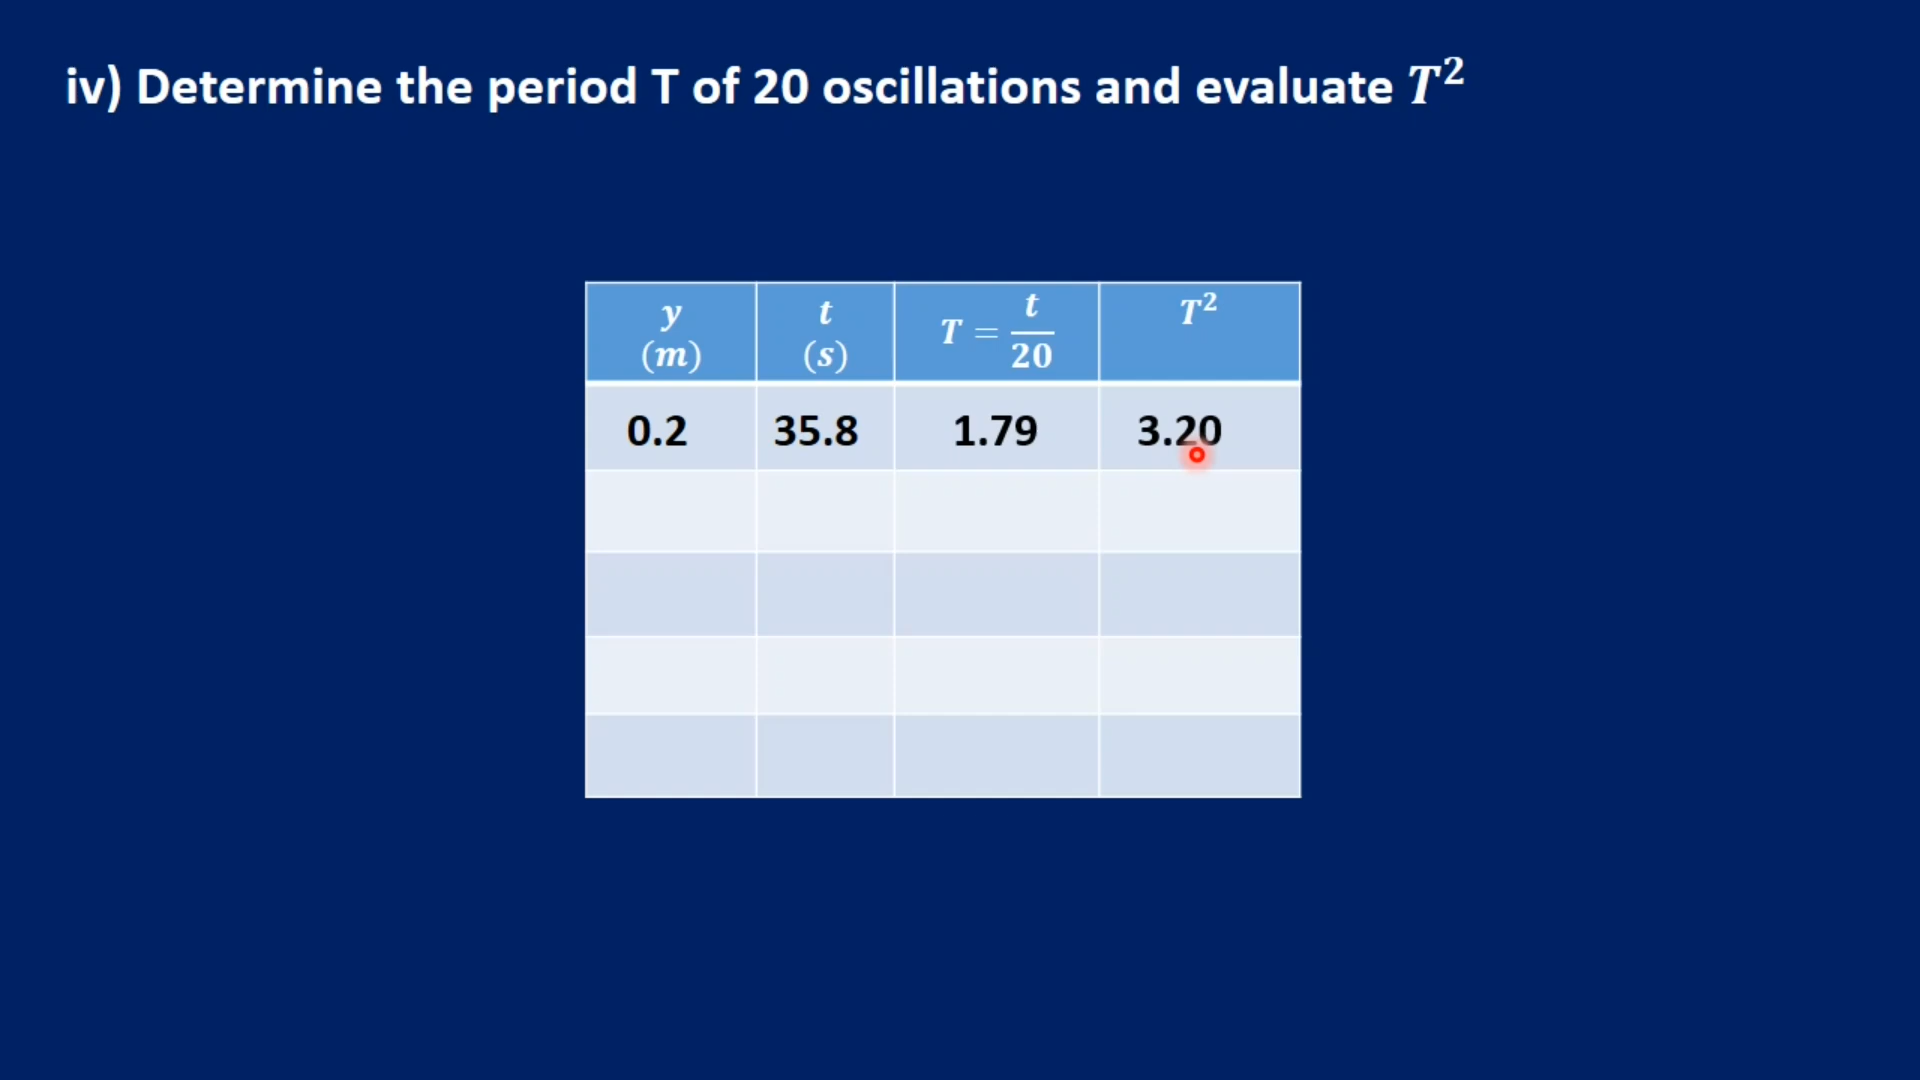 iv) Determine the period T of 20 oscillations and evaluate T²
y (m) t (s) T = t/20 T²
0.2 35.8 1.79 3.20